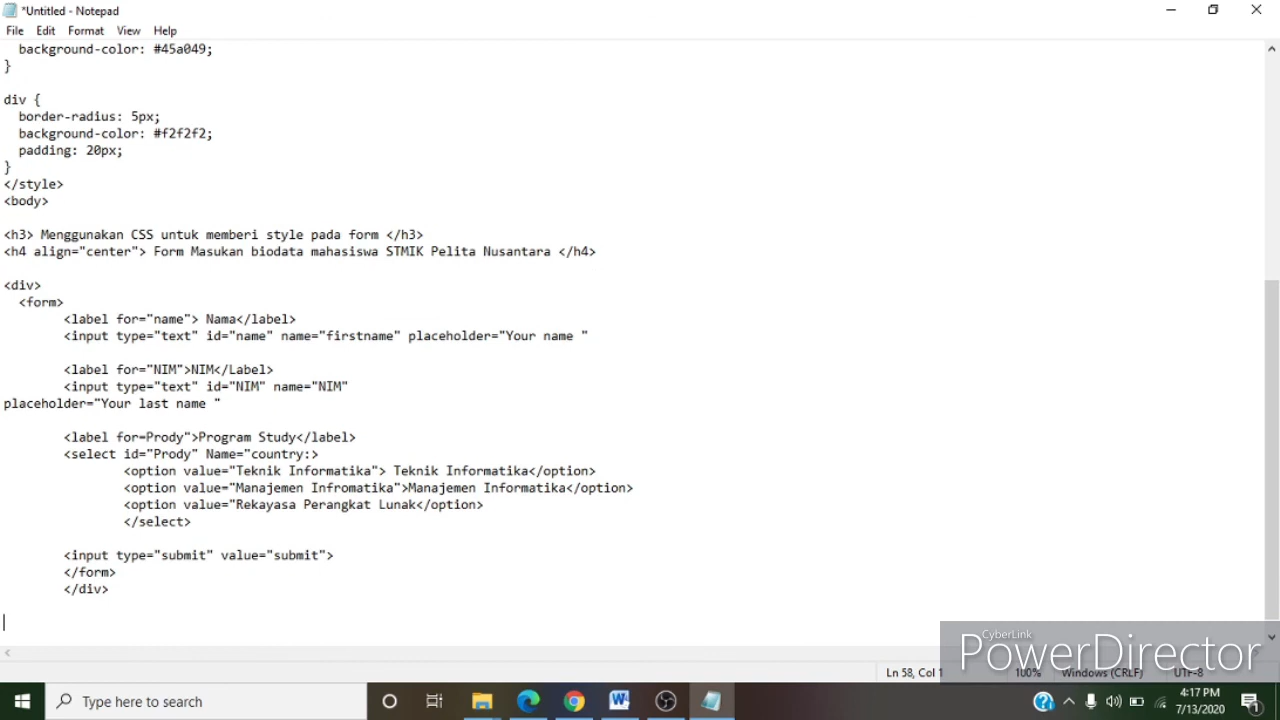 *Untitled - Notepad
File Edit Format View Help
background-color: #45a049;
}
div {
border-radius: 5px;
background-color: #f2f2f2;
padding: 20px;
}
</style>
<body>
<h3> Menggunakan CSS untuk memberi style pada form </h3>
<h4 align="center"> Form Masukan biodata mahasiswa STMIK Pelita Nusantara </h4>
<div>
<form>
<label for="name"> Nama</label>
<input type="text" id="name" name="firstname" placeholder="Your name "
<label for="NIM">NIM</Label>
<input type="text" id="NIM" name="NIM"
placeholder="Your last name "
<label for=Prody">Program Study</label>
<select id="Prody" Name="country:>
<option value="Teknik Informatika"> Teknik Informatika</option>
<option value="Manajemen Infromatika">Manajemen Informatika</option>
<option value="Rekayasa Perangkat Lunak</option>
</select>
<input type="submit" value="submit">
</form>
</div>
CyberLink
PowerDirector
Ln 58, Col 1 100% Windows (CRLF) UTF-8
Type here to search
4:17 PM
7/13/2020
1